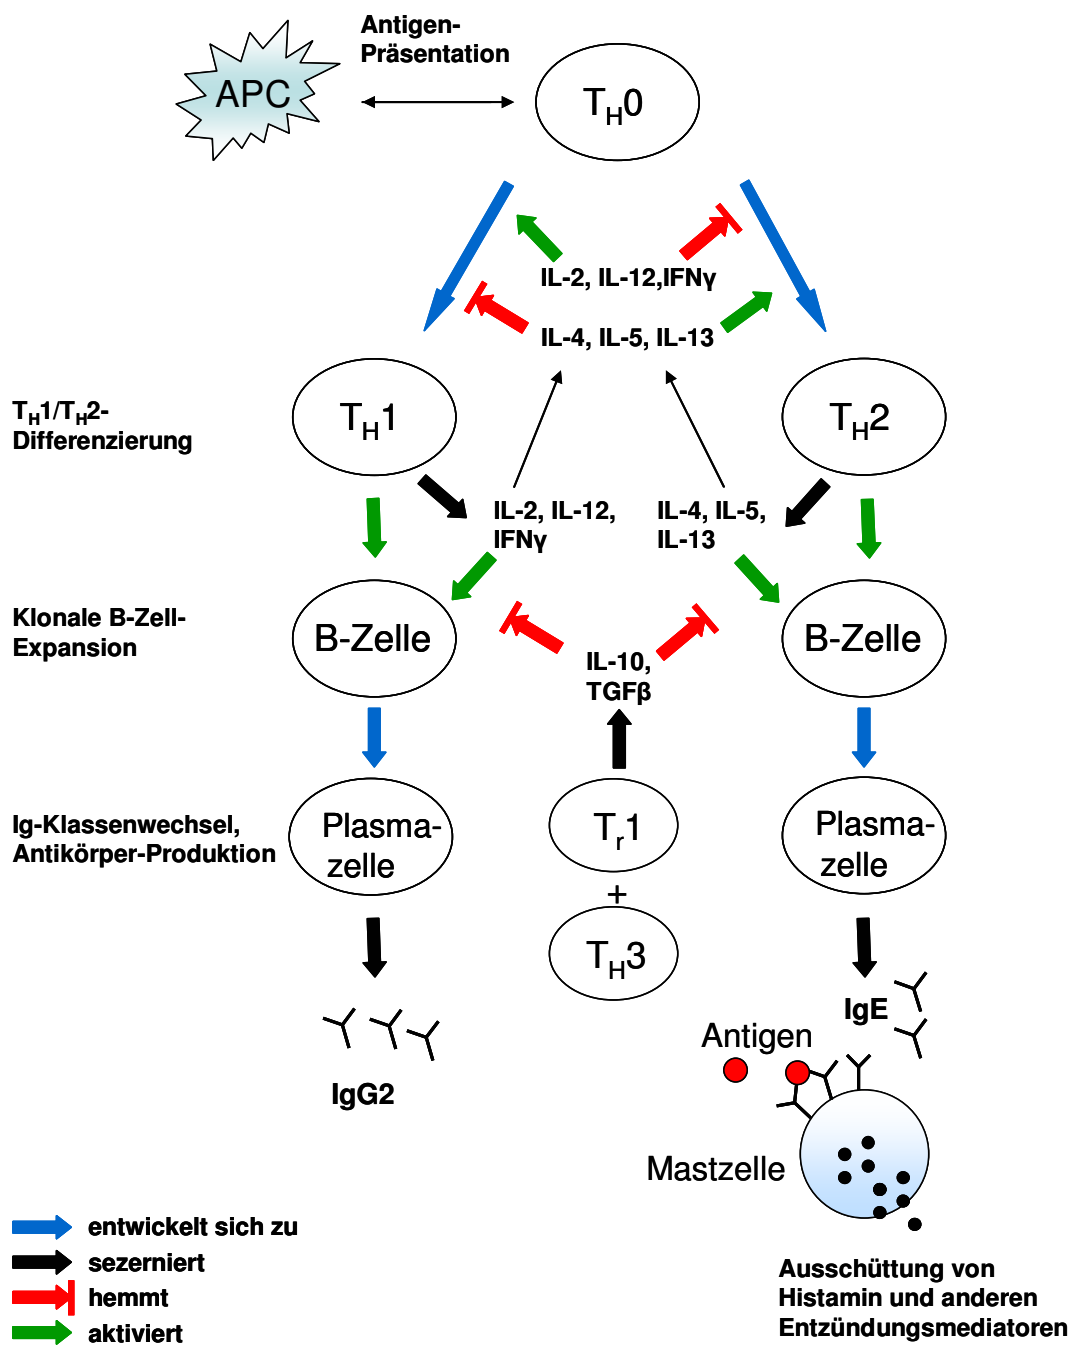 Antigen-
Präsentation
APC
TH0
IL-2, IL-12,IFNγ
IL-4, IL-5, IL-13
TH1/TH2-
Differenzierung
TH1
TH2
IL-2, IL-12,
IFNγ
IL-4, IL-5,
IL-13
Klonale B-Zell-
Expansion
B-Zelle
B-Zelle
IL-10,
TGFβ
Ig-Klassenwechsel,
Antikörper-Produktion
Plasma-
zelle
Tr1
+
TH3
Plasma-
zelle
IgG2
IgE
Antigen
Mastzelle
entwickelt sich zu
sezerniert
hemmt
aktiviert
Ausschüttung von
Histamin und anderen
Entzündungsmediatoren